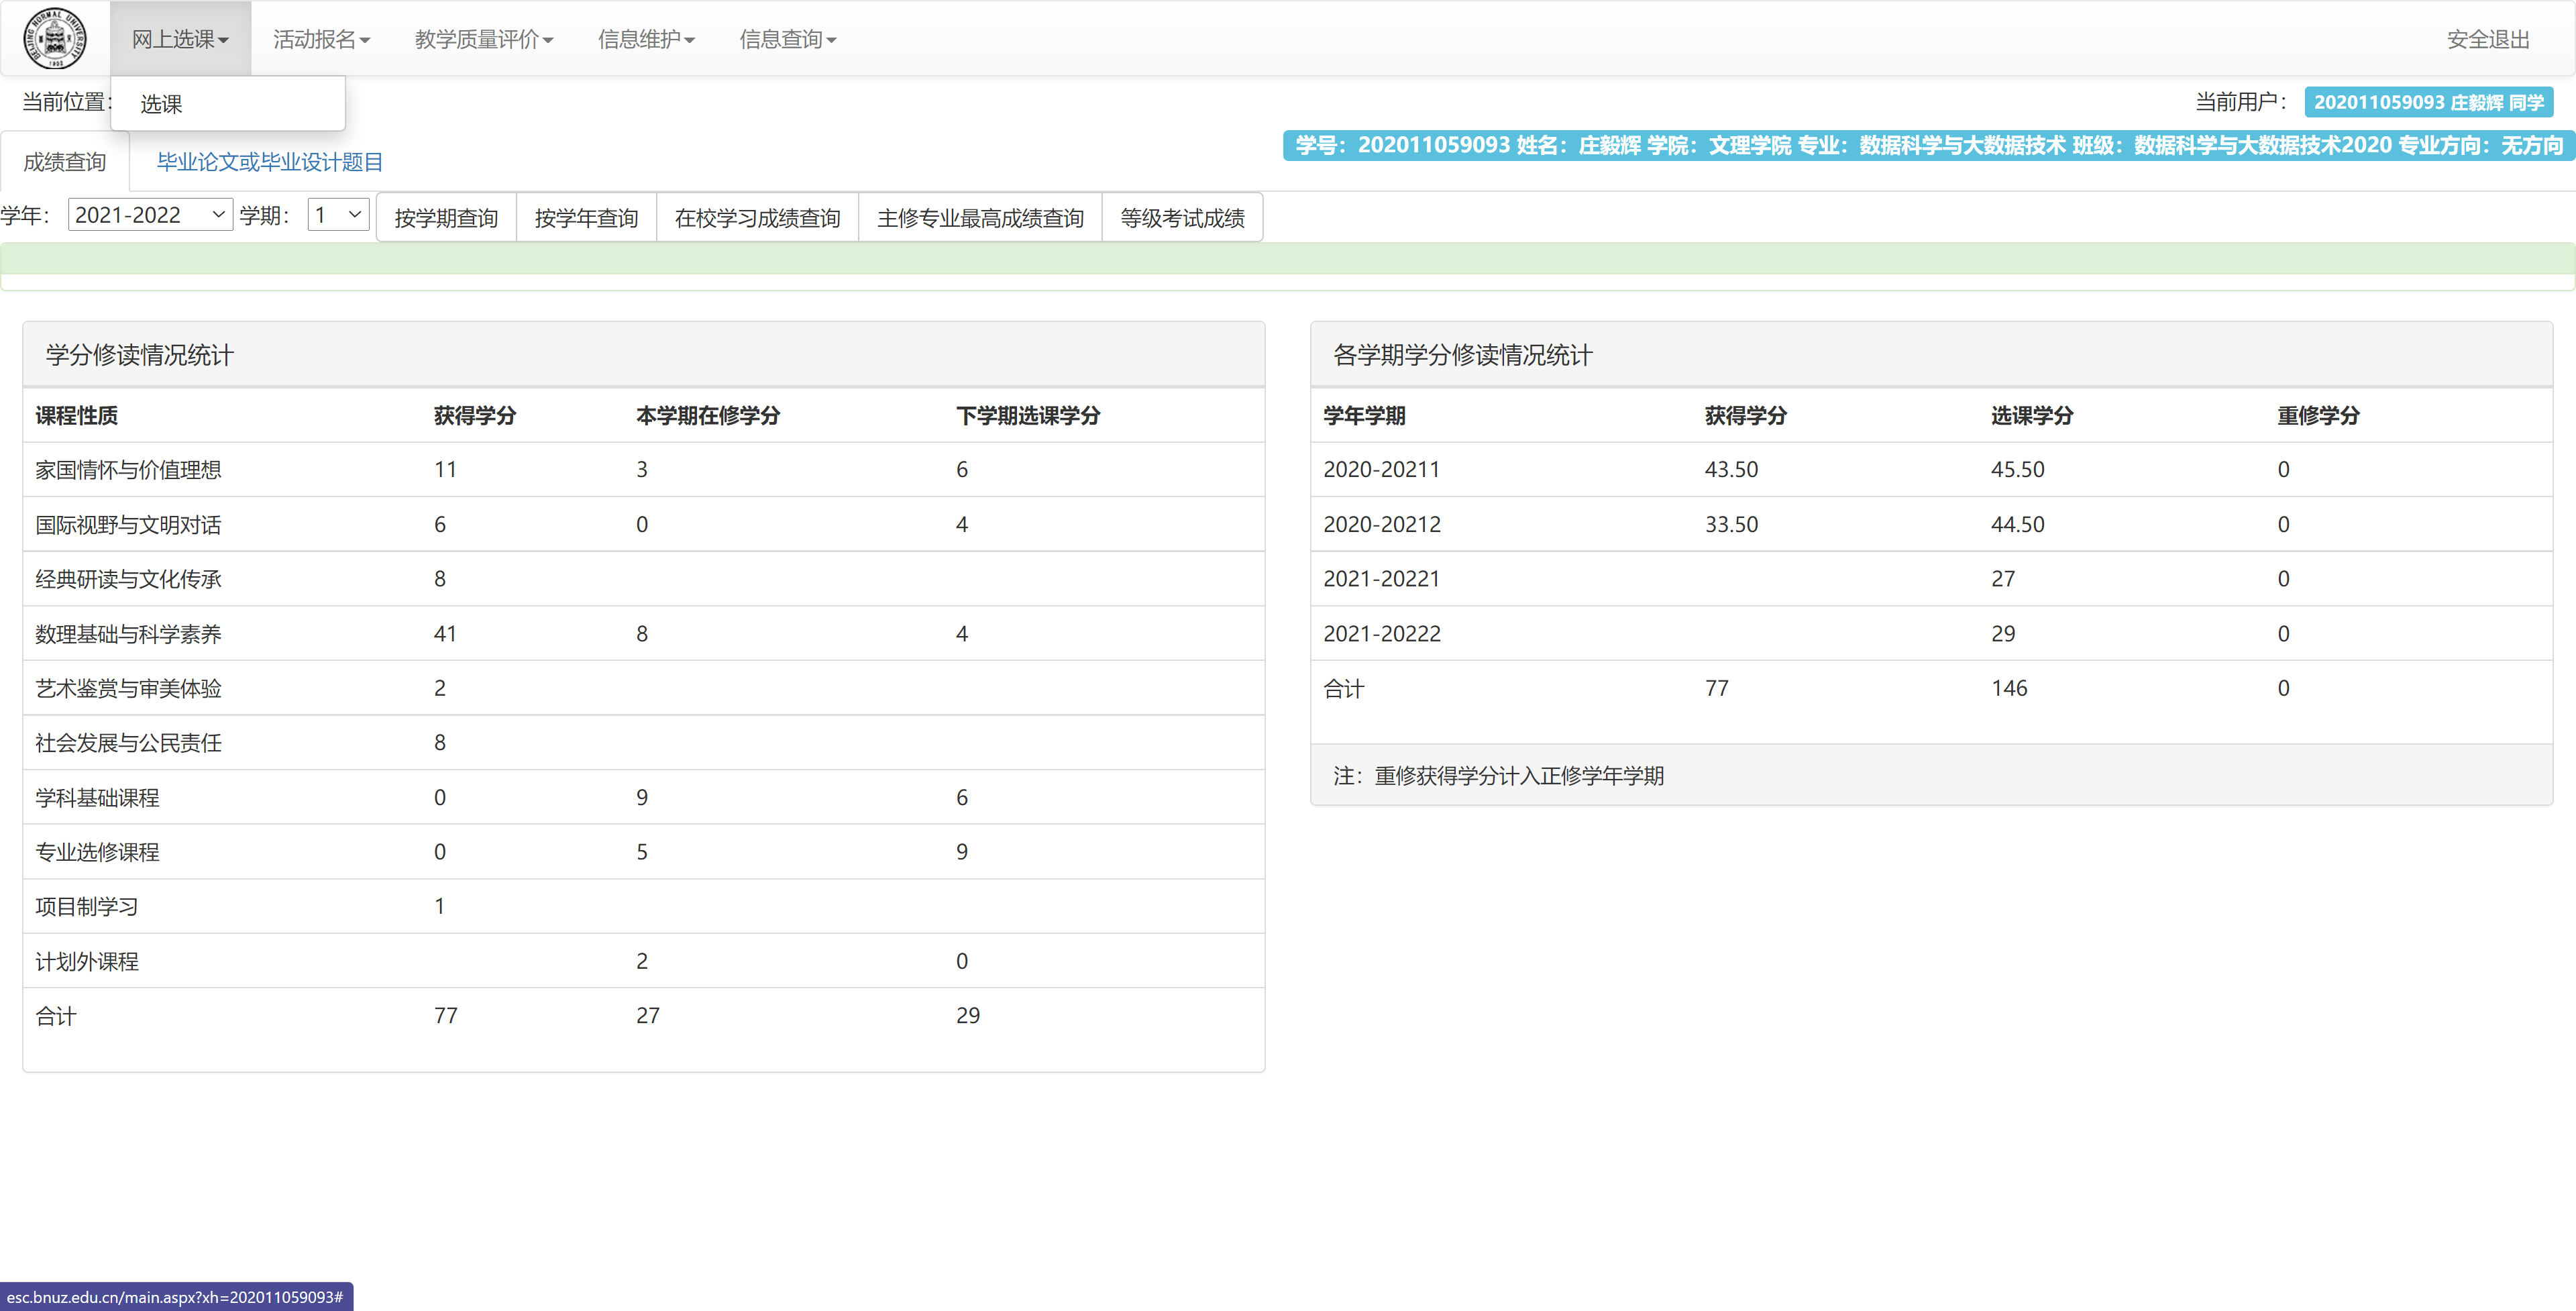 BEIJING NORMAL UNIVERSITY
1902
网上选课 活动报名 教学质量评价 信息维护 信息查询 安全退出
当前位置: 选课 当前用户: 202011059093 庄毅辉 同学
成绩查询 毕业论文或毕业设计题目 学号：202011059093 姓名：庄毅辉 学院：文理学院 专业：数据科学与大数据技术 班级：数据科学与大数据技术2020 专业方向：无方向
学年： 2021-2022 学期： 1 按学期查询 按学年查询 在校学习成绩查询 主修专业最高成绩查询 等级考试成绩
学分修读情况统计
课程性质 获得学分 本学期在修学分 下学期选课学分
家国情怀与价值理想 11 3 6
国际视野与文明对话 6 0 4
经典研读与文化传承 8
数理基础与科学素养 41 8 4
艺术鉴赏与审美体验 2
社会发展与公民责任 8
学科基础课程 0 9 6
专业选修课程 0 5 9
项目制学习 1
计划外课程 2 0
合计 77 27 29
各学期学分修读情况统计
学年学期 获得学分 选课学分 重修学分
2020-20211 43.50 45.50 0
2020-20212 33.50 44.50 0
2021-20221 27 0
2021-20222 29 0
合计 77 146 0
注：重修获得学分计入正修学年学期
esc.bnuz.edu.cn/main.aspx?xh=202011059093#